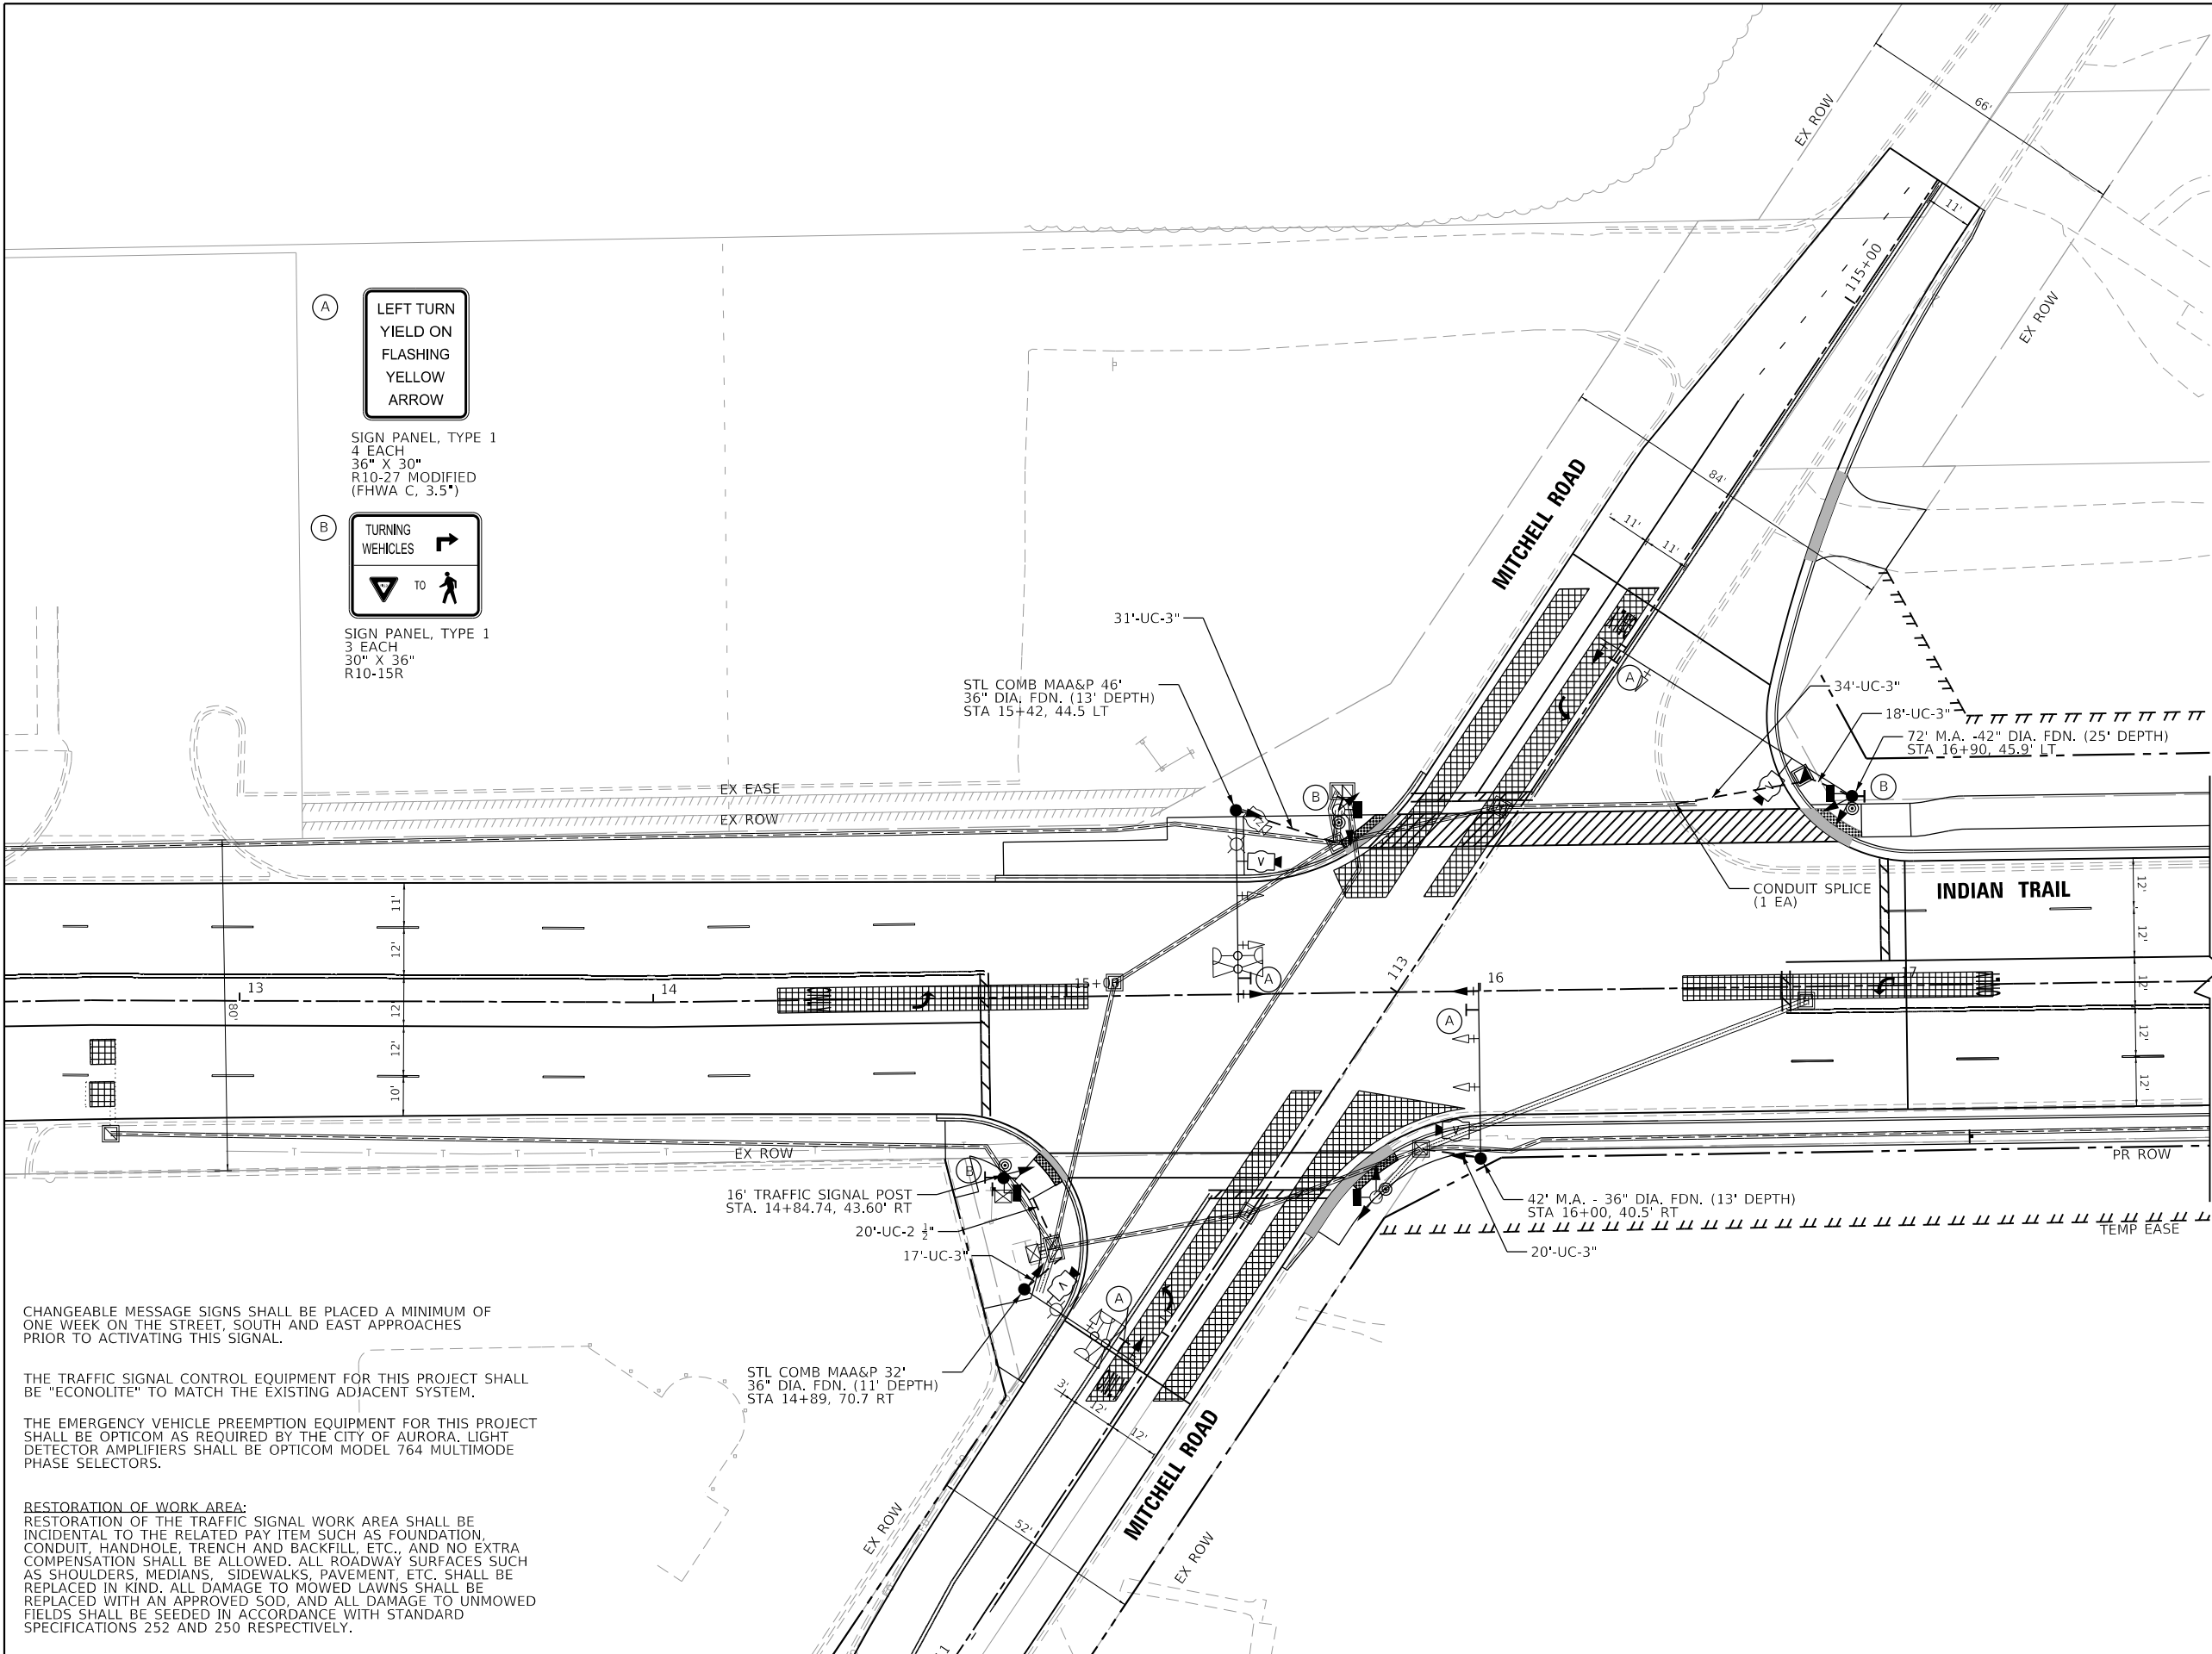 A
LEFT TURN
YIELD ON
FLASHING
YELLOW
ARROW
SIGN PANEL, TYPE 1
4 EACH
36" X 30"
R10-27 MODIFIED
(FHWA C, 3.5")
B
TURNING
WEHICLES
TO
SIGN PANEL, TYPE 1
3 EACH
30" X 36"
R10-15R
EX ROW
66'
11'
115+00
EX ROW
MITCHELL ROAD
84'
11'
11'
31'-UC-3"
STL COMB MAA&P 46'
36" DIA. FDN. (13' DEPTH)
STA 15+42, 44.5 LT
A
34'-UC-3"
18'-UC-3"
72' M.A. -42" DIA. FDN. (25' DEPTH)
STA 16+90, 45.9' LT
B
B
EX EASE
EX ROW
V
V
V
CONDUIT SPLICE
(1 EA)
INDIAN TRAIL
11'
12'
12'
12'
10'
80'
13
14
15+00
A
113
16
A
17
12'
12'
12'
12'
12'
EX ROW
B
V
PR ROW
16' TRAFFIC SIGNAL POST
STA. 14+84.74, 43.60' RT
20'-UC-2 ½"
17'-UC-3"
V
A
42' M.A. - 36" DIA. FDN. (13' DEPTH)
STA 16+00, 40.5' RT
20'-UC-3"
TEMP EASE
STL COMB MAA&P 32'
36" DIA. FDN. (11' DEPTH)
STA 14+89, 70.7 RT
3'
12'
12'
MITCHELL ROAD
52'
EX ROW
EX ROW
CHANGEABLE MESSAGE SIGNS SHALL BE PLACED A MINIMUM OF
ONE WEEK ON THE STREET, SOUTH AND EAST APPROACHES
PRIOR TO ACTIVATING THIS SIGNAL.
THE TRAFFIC SIGNAL CONTROL EQUIPMENT FOR THIS PROJECT SHALL
BE "ECONOLITE" TO MATCH THE EXISTING ADJACENT SYSTEM.
THE EMERGENCY VEHICLE PREEMPTION EQUIPMENT FOR THIS PROJECT
SHALL BE OPTICOM AS REQUIRED BY THE CITY OF AURORA. LIGHT
DETECTOR AMPLIFIERS SHALL BE OPTICOM MODEL 764 MULTIMODE
PHASE SELECTORS.
RESTORATION OF WORK AREA:
RESTORATION OF THE TRAFFIC SIGNAL WORK AREA SHALL BE
INCIDENTAL TO THE RELATED PAY ITEM SUCH AS FOUNDATION,
CONDUIT, HANDHOLE, TRENCH AND BACKFILL, ETC., AND NO EXTRA
COMPENSATION SHALL BE ALLOWED. ALL ROADWAY SURFACES SUCH
AS SHOULDERS, MEDIANS, SIDEWALKS, PAVEMENT, ETC. SHALL BE
REPLACED IN KIND. ALL DAMAGE TO MOWED LAWNS SHALL BE
REPLACED WITH AN APPROVED SOD, AND ALL DAMAGE TO UNMOWED
FIELDS SHALL BE SEEDED IN ACCORDANCE WITH STANDARD
SPECIFICATIONS 252 AND 250 RESPECTIVELY.